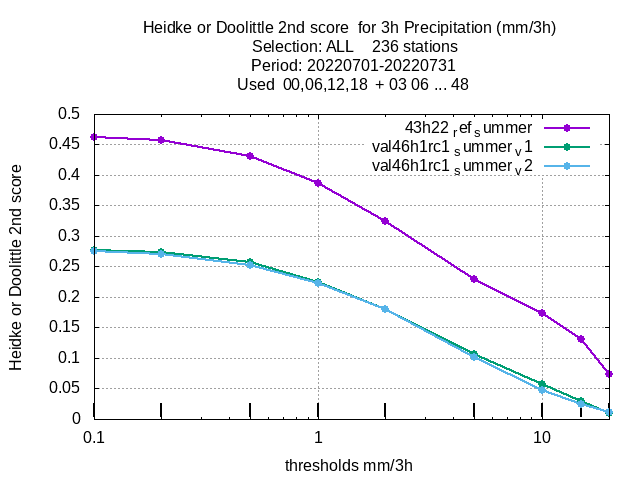 Heidke or Doolittle 2nd score for 3h Precipitation (mm/3h)
Selection: ALL 236 stations
Period: 20220701-20220731
Used 00,06,12,18 + 03 06 ... 48
43h22 ref summer
val46h1rc1 summer v1
val46h1rc1 summer v2
Heidke or Doolittle 2nd score
0.5
0.45
0.4
0.35
0.3
0.25
0.2
0.15
0.1
0.05
0
0.1 1 10
thresholds mm/3h